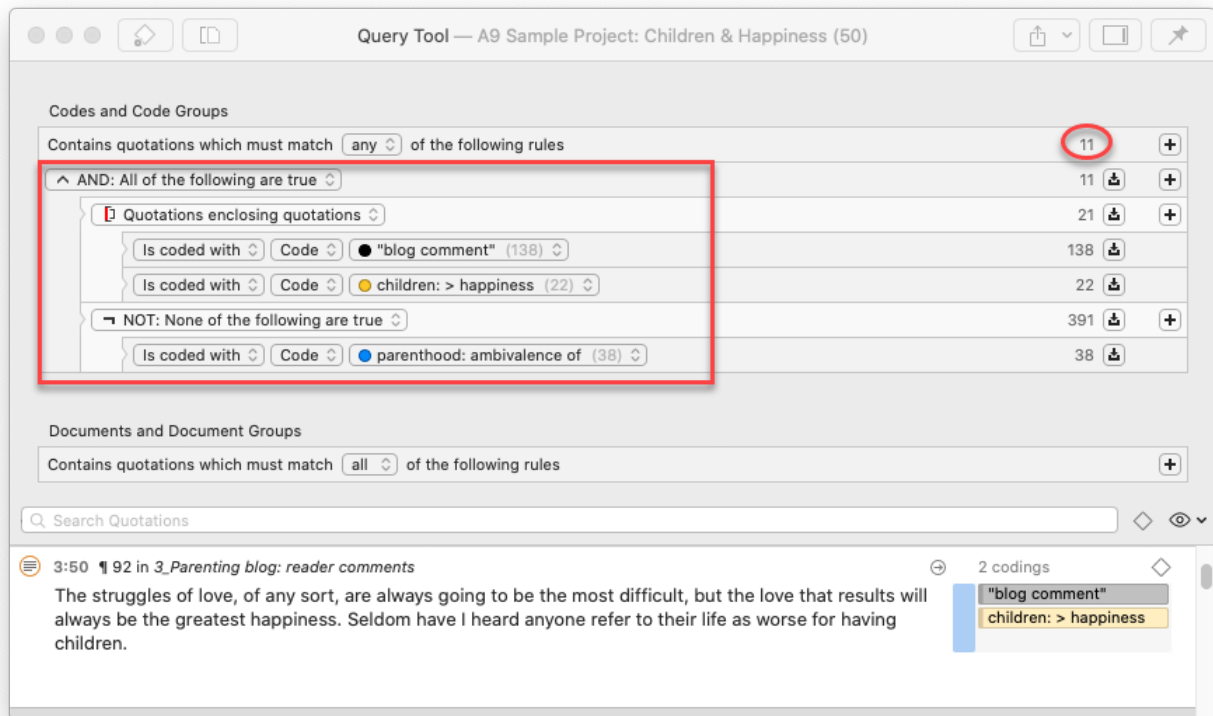 Query Tool — A9 Sample Project: Children & Happiness (50)
Codes and Code Groups
Contains quotations which must match any of the following rules 11
AND: All of the following are true 11
Quotations enclosing quotations 21
Is coded with Code "blog comment" (138) 138
Is coded with Code children: > happiness (22) 22
NOT: None of the following are true 391
Is coded with Code parenthood: ambivalence of (38) 38
Documents and Document Groups
Contains quotations which must match all of the following rules
Search Quotations
3:50 ¶ 92 in 3_Parenting blog: reader comments 2 codings
The struggles of love, of any sort, are always going to be the most difficult, but the love that results will "blog comment"
always be the greatest happiness. Seldom have I heard anyone refer to their life as worse for having children: > happiness
children.